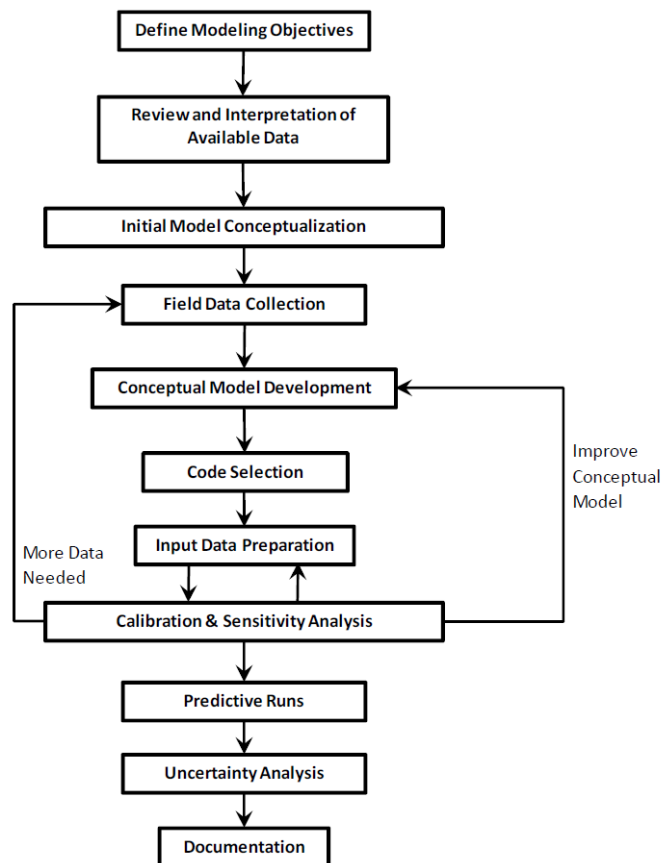 Define Modeling Objectives
Review and Interpretation of
Available Data
Initial Model Conceptualization
Field Data Collection
Conceptual Model Development
Improve
Conceptual
Model
Code Selection
Input Data Preparation
More Data
Needed
Calibration & Sensitivity Analysis
Predictive Runs
Uncertainty Analysis
Documentation